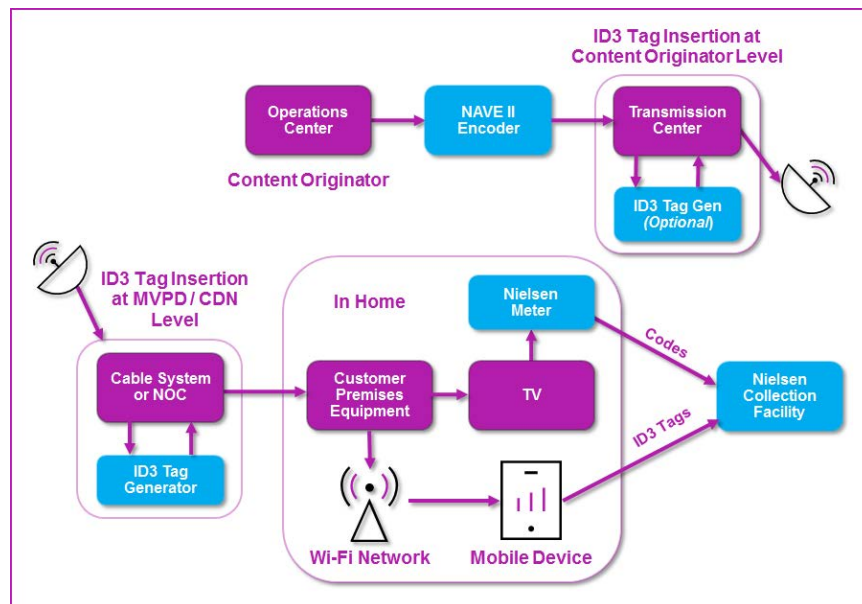 ID3 Tag Insertion at
Content Originator Level
Operations
Center
NAVE II
Encoder
Transmission
Center
Content Originator
ID3 Tag Gen
(Optional)
ID3 Tag Insertion
at MVPD / CDN
Level
In Home
Nielsen
Meter
Codes
Cable System
or NOC
Customer
Premises
Equipment
TV
Nielsen
Collection
Facility
ID3 Tags
ID3 Tag
Generator
Wi-Fi Network
Mobile Device